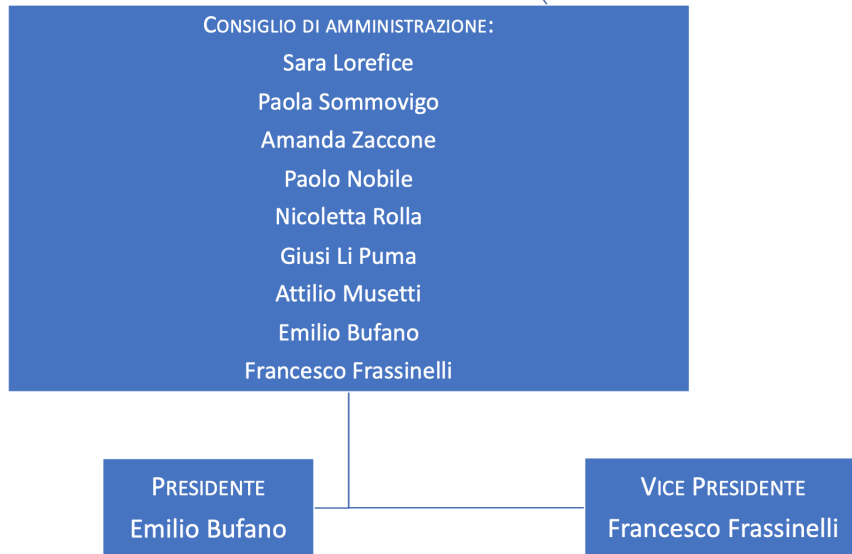 CONSIGLIO DI AMMINISTRAZIONE:
Sara Lorefice
Paola Sommovigo
Amanda Zaccone
Paolo Nobile
Nicoletta Rolla
Giusi Li Puma
Attilio Musetti
Emilio Bufano
Francesco Frassinelli
PRESIDENTE
Emilio Bufano
VICE PRESIDENTE
Francesco Frassinelli